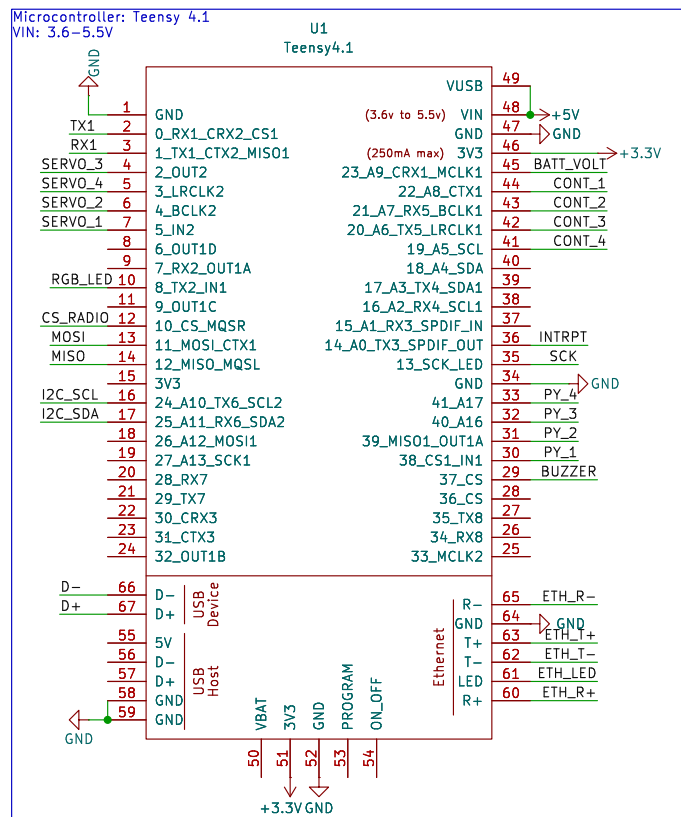 Microcontroller: Teensy 4.1
VIN: 3.6-5.5V
U1
Teensy4.1
GND
1 GND
TX1 2 0_RX1_CRX2_CS1
RX1 3 1_TX1_CTX2_MISO1
SERVO_3 4 2_OUT2
SERVO_4 5 3_LRCLK2
SERVO_2 6 4_BCLK2
SERVO_1 7 5_IN2
8 6_OUT1D
9 7_RX2_OUT1A
RGB_LED 10 8_TX2_IN1
11 9_OUT1C
CS_RADIO 12 10_CS_MQSR
MOSI 13 11_MOSI_CTX1
MISO 14 12_MISO_MQSL
15 3V3
I2C_SCL 16 24_A10_TX6_SCL2
I2C_SDA 17 25_A11_RX6_SDA2
18 26_A12_MOSI1
19 27_A13_SCK1
20 28_RX7
21 29_TX7
22 30_CRX3
23 31_CTX3
24 32_OUT1B
VUSB 49
(3.6v to 5.5v) VIN 48 +5V
GND 47 GND
(250mA max) 3V3 46 +3.3V
23_A9_CRX1_MCLK1 45 BATT_VOLT
22_A8_CTX1 44 CONT_1
21_A7_RX5_BCLK1 43 CONT_2
20_A6_TX5_LRCLK1 42 CONT_3
19_A5_SCL 41 CONT_4
18_A4_SDA 40
17_A3_TX4_SDA1 39
16_A2_RX4_SCL1 38
15_A1_RX3_SPDIF_IN 37
14_A0_TX3_SPDIF_OUT 36 INTRPT
13_SCK_LED 35 SCK
GND 34 GND
41_A17 33 PY_4
40_A16 32 PY_3
39_MISO1_OUT1A 31 PY_2
38_CS1_IN1 30 PY_1
37_CS 29 BUZZER
36_CS 28
35_TX8 27
34_RX8 26
33_MCLK2 25
D- 66 D-
D+ 67 D+
USB Device
55 5V
56 D-
57 D+
58 GND
59 GND
GND
USB Host
Ethernet
R- 65 ETH_R-
GND 64 GND
T+ 63 ETH_T+
T- 62 ETH_T-
LED 61 ETH_LED
R+ 60 ETH_R+
VBAT 3V3 GND PROGRAM ON_OFF
50 51 52 53 54
+3.3V GND